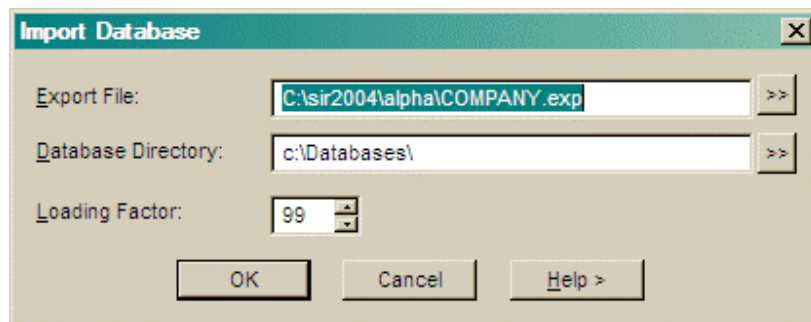 Import Database
Export File: C:\sir2004\alpha\COMPANY.exp >>
Database Directory: c:\Databases\ >>
Loading Factor: 99
OK Cancel Help >